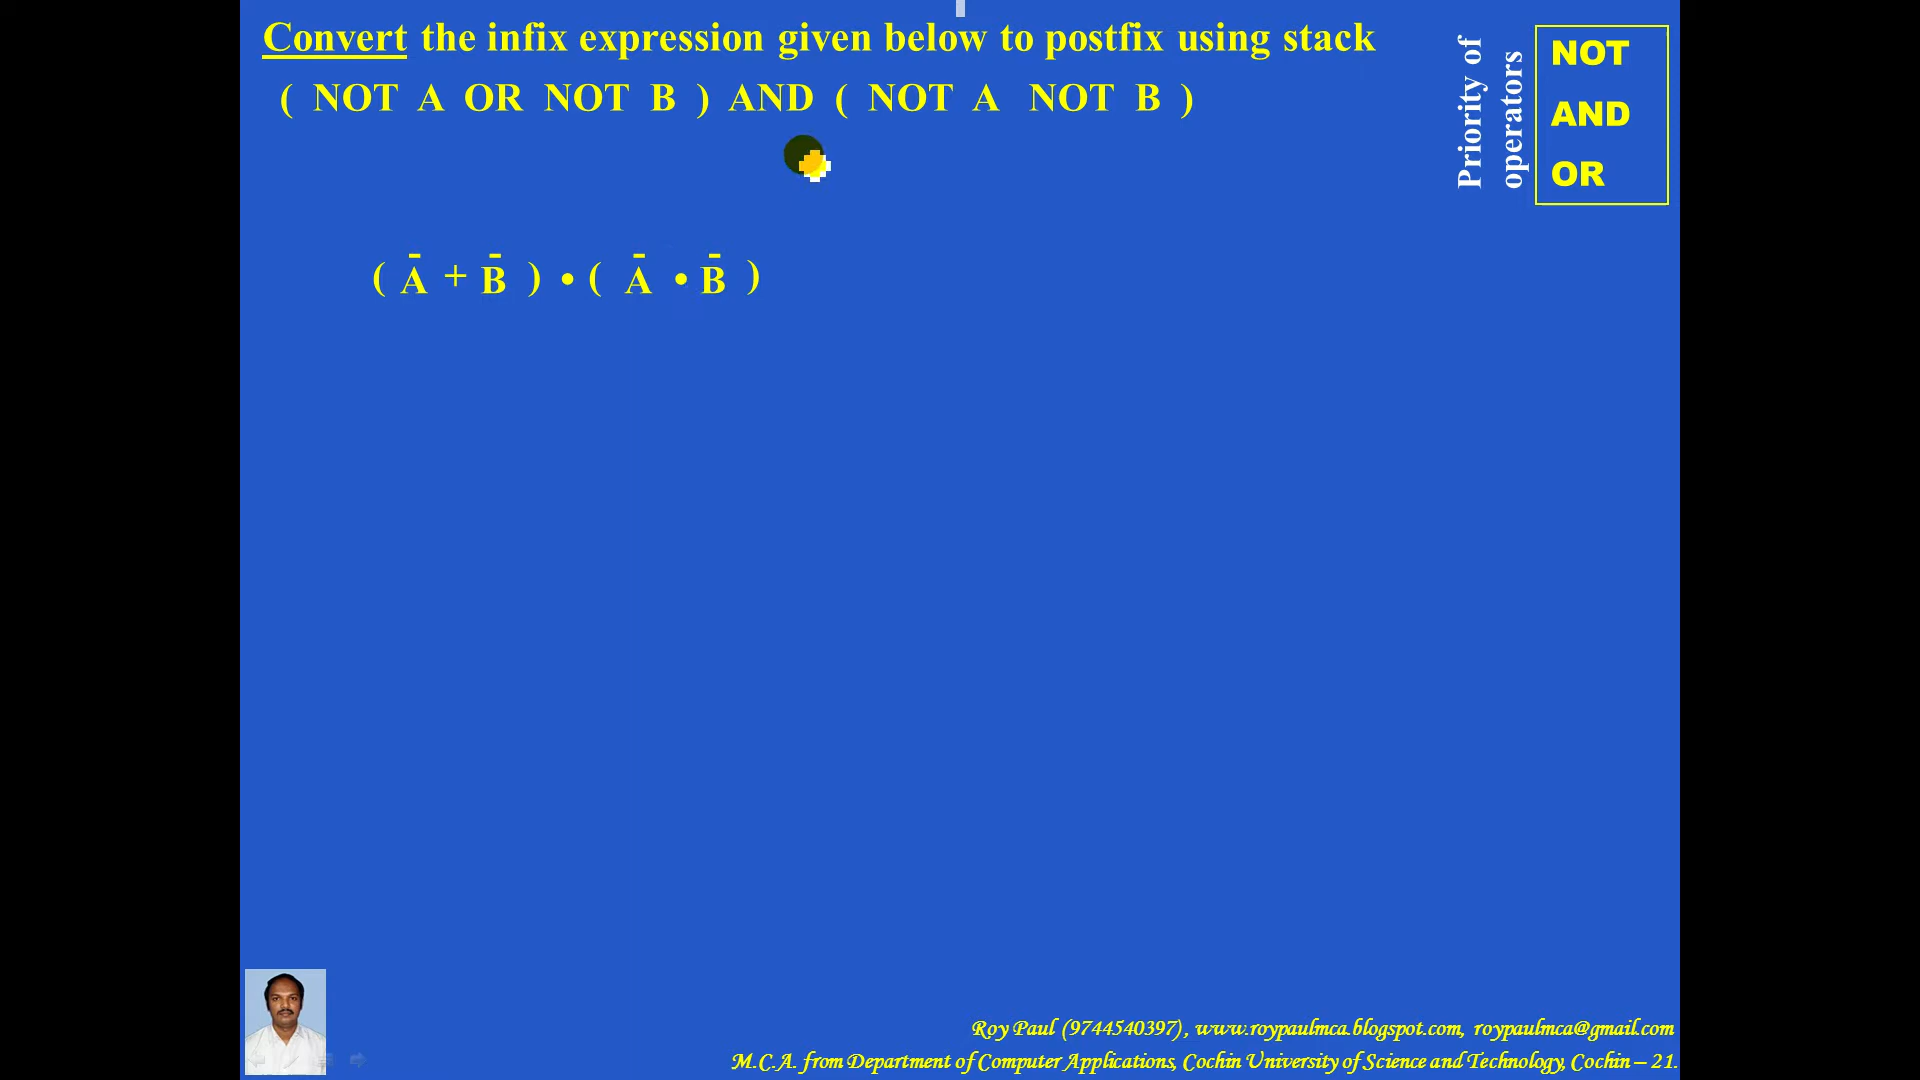 Convert the infix expression given below to postfix using stack
( NOT A OR NOT B ) AND ( NOT A NOT B )
Priority of
operators
NOT
AND
OR
( Ā + B̄ ) • ( Ā • B̄ )
Roy Paul (9744540397), www.roypaulmca.blogspot.com, roypaulmca@gmail.com
M.C.A. from Department of Computer Applications, Cochin University of Science and Technology, Cochin – 21.